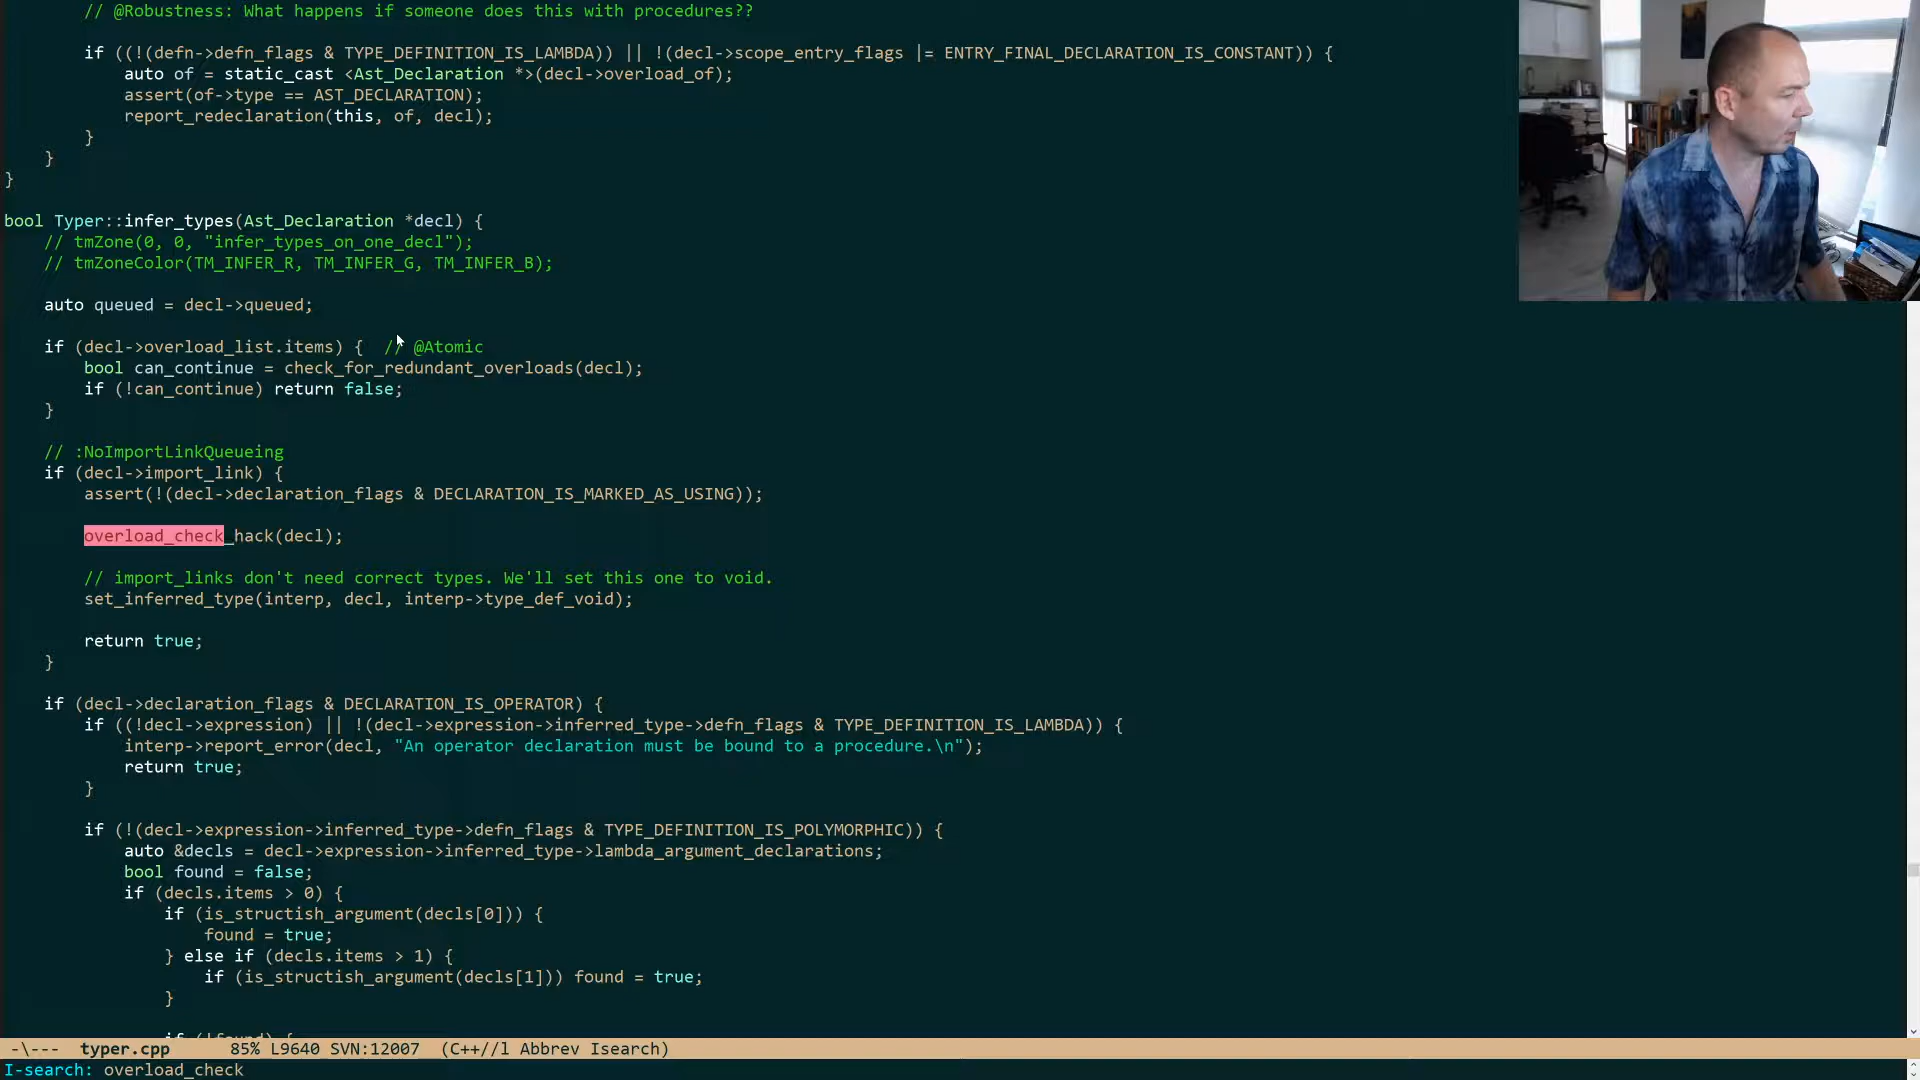 // @Robustness: What happens if someone does this with procedures??
if ((!(defn->defn_flags & TYPE_DEFINITION_IS_LAMBDA)) || !(decl->scope_entry_flags |= ENTRY_FINAL_DECLARATION_IS_CONSTANT)) {
auto of = static_cast <Ast_Declaration *>(decl->overload_of);
assert(of->type == AST_DECLARATION);
report_redeclaration(this, of, decl);
}
}
}
bool Typer::infer_types(Ast_Declaration *decl) {
// tmZone(0, 0, "infer_types_on_one_decl");
// tmZoneColor(TM_INFER_R, TM_INFER_G, TM_INFER_B);
auto queued = decl->queued;
if (decl->overload_list.items) {  // @Atomic
bool can_continue = check_for_redundant_overloads(decl);
if (!can_continue) return false;
}
// :NoImportLinkQueueing
if (decl->import_link) {
assert(!(decl->declaration_flags & DECLARATION_IS_MARKED_AS_USING));
overload_check_hack(decl);
// import_links don't need correct types. We'll set this one to void.
set_inferred_type(interp, decl, interp->type_def_void);
return true;
}
if (decl->declaration_flags & DECLARATION_IS_OPERATOR) {
if ((!decl->expression) || !(decl->expression->inferred_type->defn_flags & TYPE_DEFINITION_IS_LAMBDA)) {
interp->report_error(decl, "An operator declaration must be bound to a procedure.\n");
return true;
}
if (!(decl->expression->inferred_type->defn_flags & TYPE_DEFINITION_IS_POLYMORPHIC)) {
auto &decls = decl->expression->inferred_type->lambda_argument_declarations;
bool found = false;
if (decls.items > 0) {
if (is_structish_argument(decls[0])) {
found = true;
} else if (decls.items > 1) {
if (is_structish_argument(decls[1])) found = true;
}
if (!found) {
-\---  typer.cpp      85% L9640 SVN:12007  (C++//l Abbrev Isearch)
I-search: overload_check